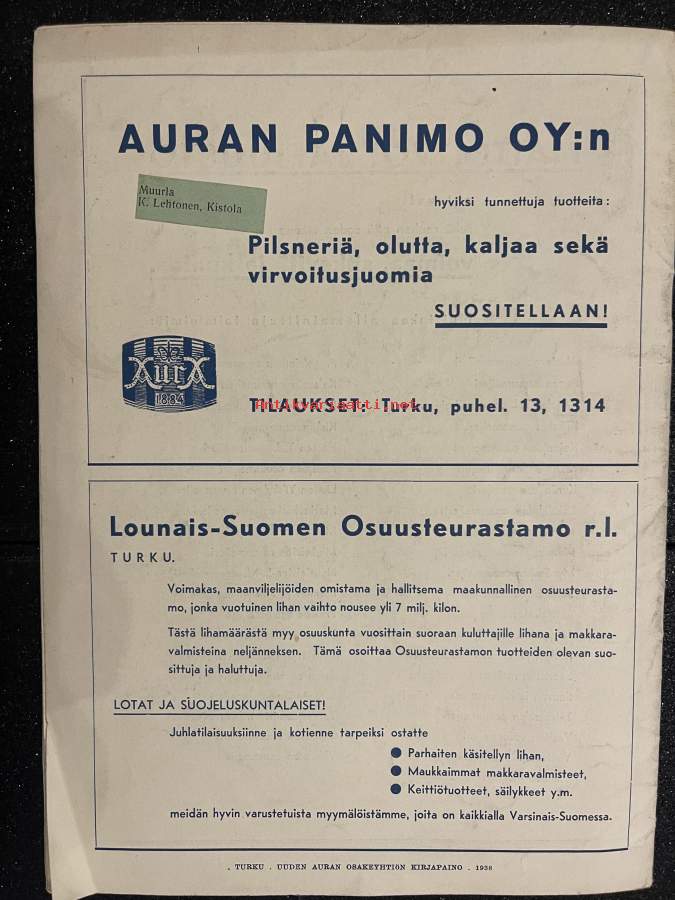 AURAN PANIMO OY:n
Muurla
K. Lehtonen, Kistola
hyviksi tunnettuja tuotteita:
Pilsneriä, olutta, kaljaa sekä
virvoitusjuomia
SUOSITELLAAN!
AURA
1884
TILAUKSET: Turku, puhel. 13, 1314
Antikvariaatti.net
Lounais-Suomen Osuusteurastamo r.l.
TURKU.
Voimakas, maanviljelijöiden omistama ja hallitsema maakunnallinen osuusteurasta-
mo, jonka vuotuinen lihan vaihto nousee yli 7 milj. kilon.
Tästä lihamäärästä myy osuuskunta vuosittain suoraan kuluttajille lihana ja makkara-
valmisteina neljänneksen. Tämä osoittaa Osuusteurastamon tuotteiden olevan suo-
sittuja ja haluttuja.
LOTAT JA SUOJELUSKUNTALAISET!
Juhlatilaisuuksiinne ja kotienne tarpeiksi ostatte
● Parhaiten käsitellyn lihan,
● Maukkaimmat makkaravalmisteet,
● Keittiötuotteet, säilykkeet y.m.
meidän hyvin varustetuista myymälöistämme, joita on kaikkialla Varsinais-Suomessa.
. TURKU . UUDEN AURAN OSAKEYHTIÖN KIRJAPAINO . 1938